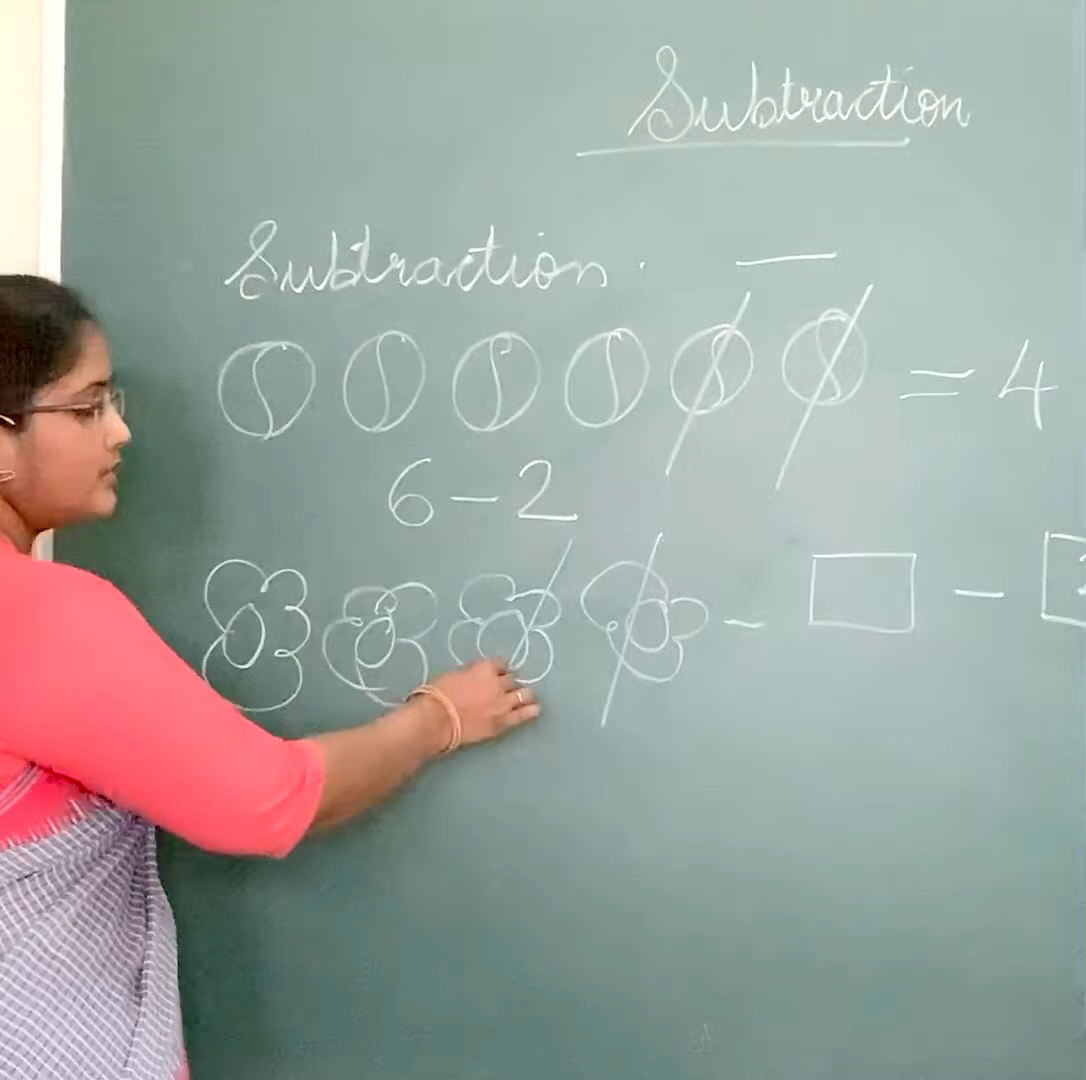 Subtraction
Subtraction. —
= 4
6 – 2
– –